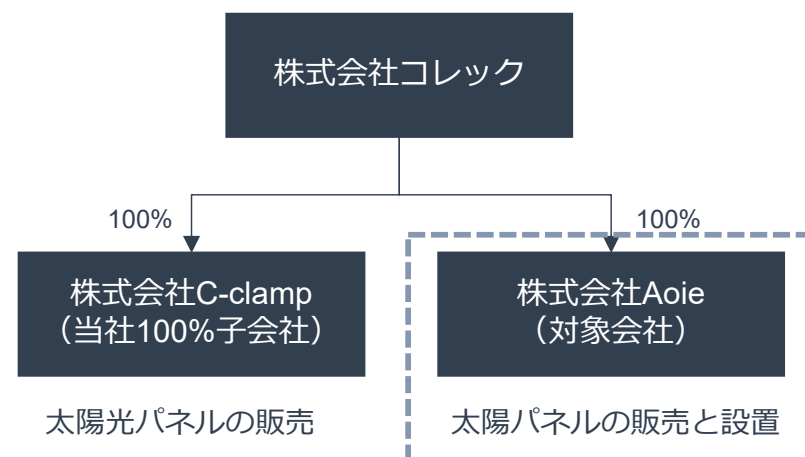 株式会社コレック
100%
100%
株式会社C-clamp
（当社100%子会社）
株式会社Aoie
（対象会社）
太陽光パネルの販売
太陽パネルの販売と設置